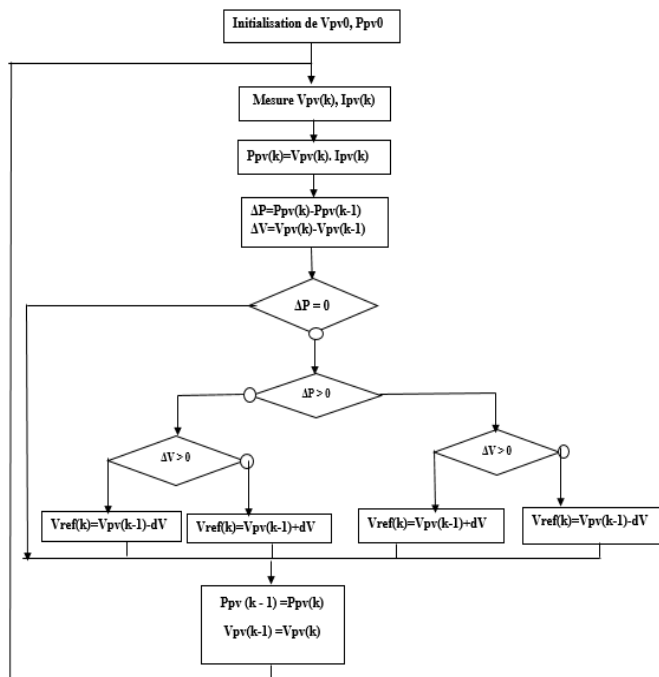 Initialisation de Vpv0, Ppv0
Mesure Vpv(k), Ipv(k)
Ppv(k)=Vpv(k). Ipv(k)
ΔP=Ppv(k)-Ppv(k-1)
ΔV=Vpv(k)-Vpv(k-1)
ΔP = 0
ΔP > 0
ΔV > 0
ΔV > 0
Vref(k)=Vpv(k-1)-dV
Vref(k)=Vpv(k-1)+dV
Vref(k)=Vpv(k-1)+dV
Vref(k)=Vpv(k-1)-dV
Ppv (k - 1) =Ppv(k)
Vpv(k-1) =Vpv(k)